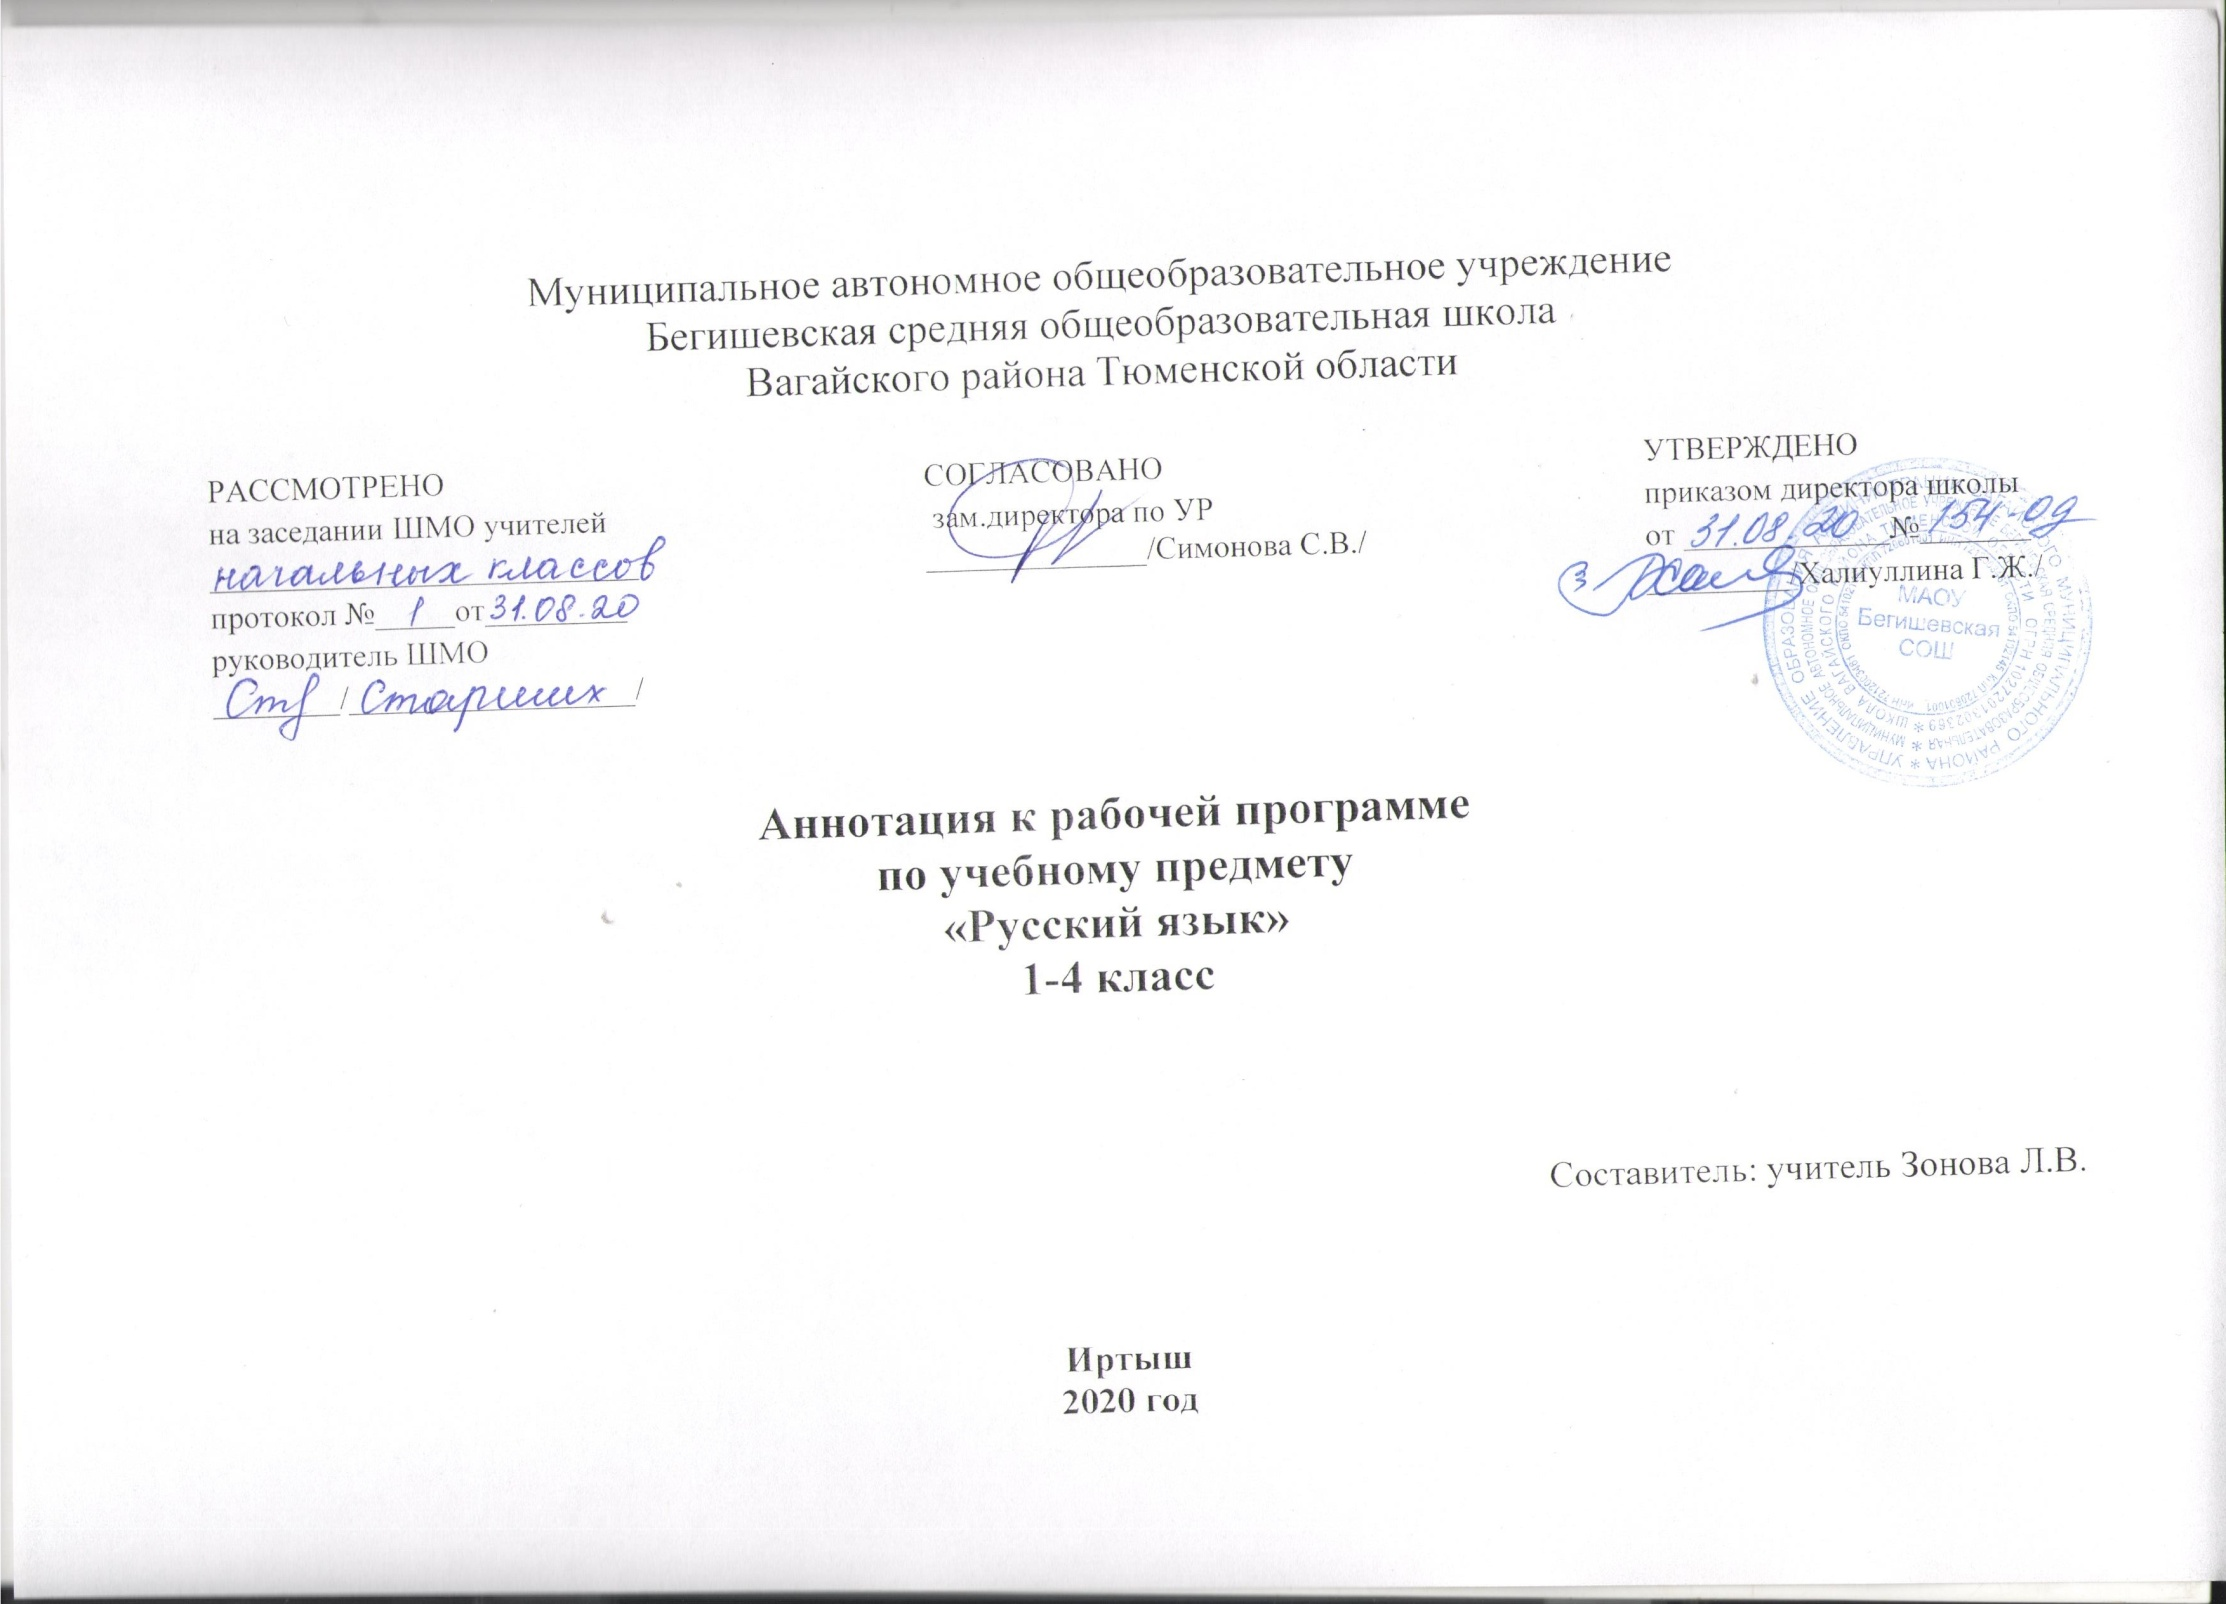 Муниципальное автономное общеобразовательное учреждение
Бегишевская средняя общеобразовательная школа
Вагайского района Тюменской области
РАССМОТРЕНО
на заседании ШМО учителей
начальных классов
протокол № 1 от 31.08.20
руководитель ШМО
/ /
СОГЛАСОВАНО
зам.директора по УР
/Симонова С.В./
УТВЕРЖДЕНО
приказом директора школы
от 31.08.20 № 154-од
/Халиуллина Г.Ж./
МАОУ
Бегишевская
СОШ
Аннотация к рабочей программе
по учебному предмету
«Русский язык»
1-4 класс
Составитель: учитель Зонова Л.В.
Иртыш
2020 год